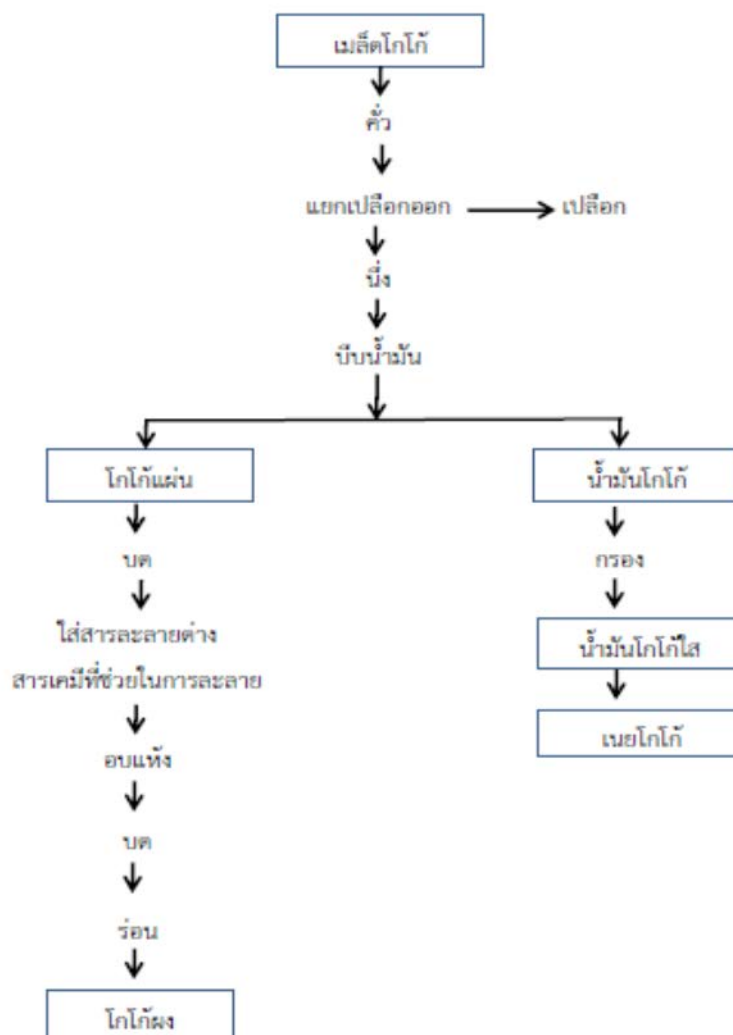 เมล็ดโกโก้
คั่ว
แยกเปลือกออก
เปลือก
นึ่ง
บีบน้ำมัน
โกโก้แผ่น
บด
ใส่สารละลายด่าง
สารเคมีที่ช่วยในการละลาย
อบแห้ง
บด
ร่อน
โกโก้ผง
น้ำมันโกโก้
กรอง
น้ำมันโกโก้ใส
เนยโกโก้